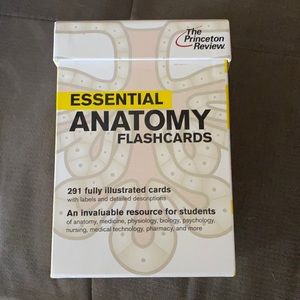 The
Princeton
Review
ESSENTIAL
ANATOMY
FLASHCARDS
291 fully illustrated cards
with labels and detailed descriptions
An invaluable resource for students
of anatomy, medicine, physiology, biology, psychology,
nursing, medical technology, pharmacy, and more